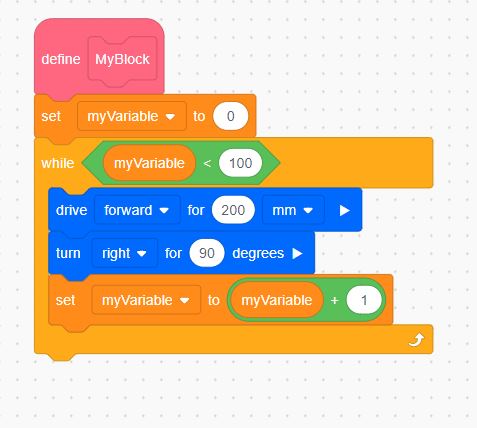 define MyBlock
set myVariable to 0
while myVariable < 100
drive forward for 200 mm
turn right for 90 degrees
set myVariable to myVariable + 1